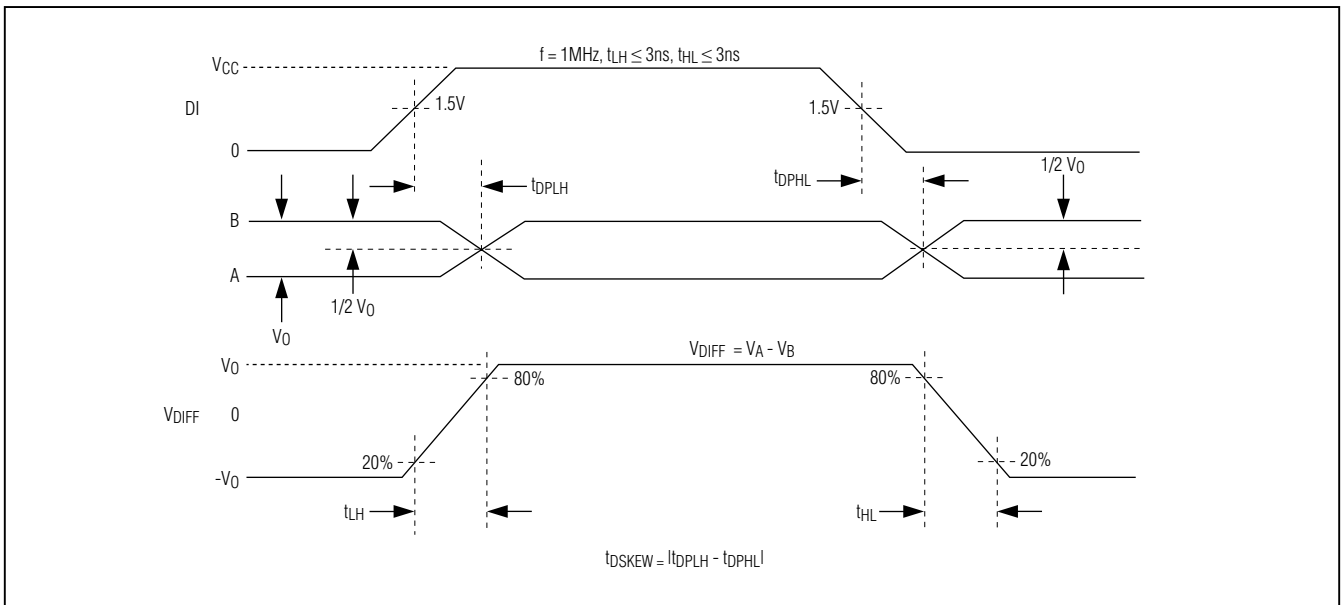 f = 1MHz, tLH ≤ 3ns, tHL ≤ 3ns
VCC
DI
1.5V
1.5V
0
1/2 VO
tDPLH
tDPHL
B
A
1/2 VO
VO
VDIFF = VA - VB
VO
80%
80%
VDIFF 0
20%
20%
-VO
tLH
tHL
tDSKEW = |tDPLH - tDPHL|